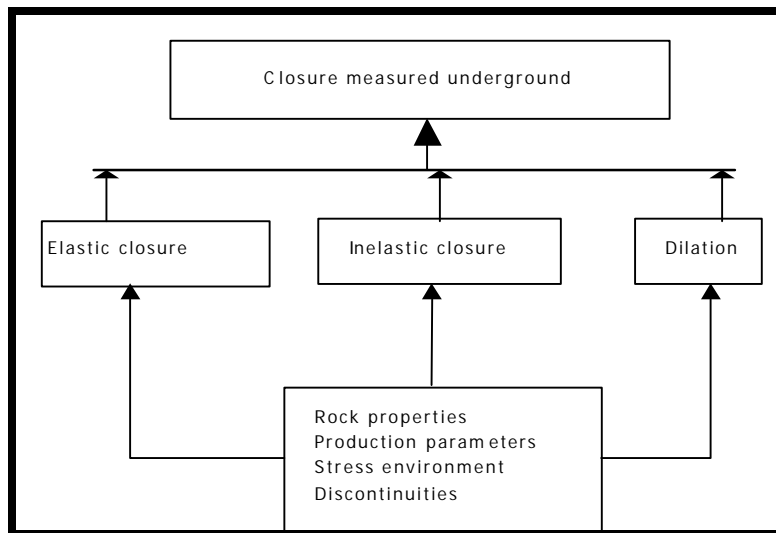 Closure measured underground
Elastic closure
Inelastic closure
Dilation
Rock properties
Production parameters
Stress environment
Discontinuities